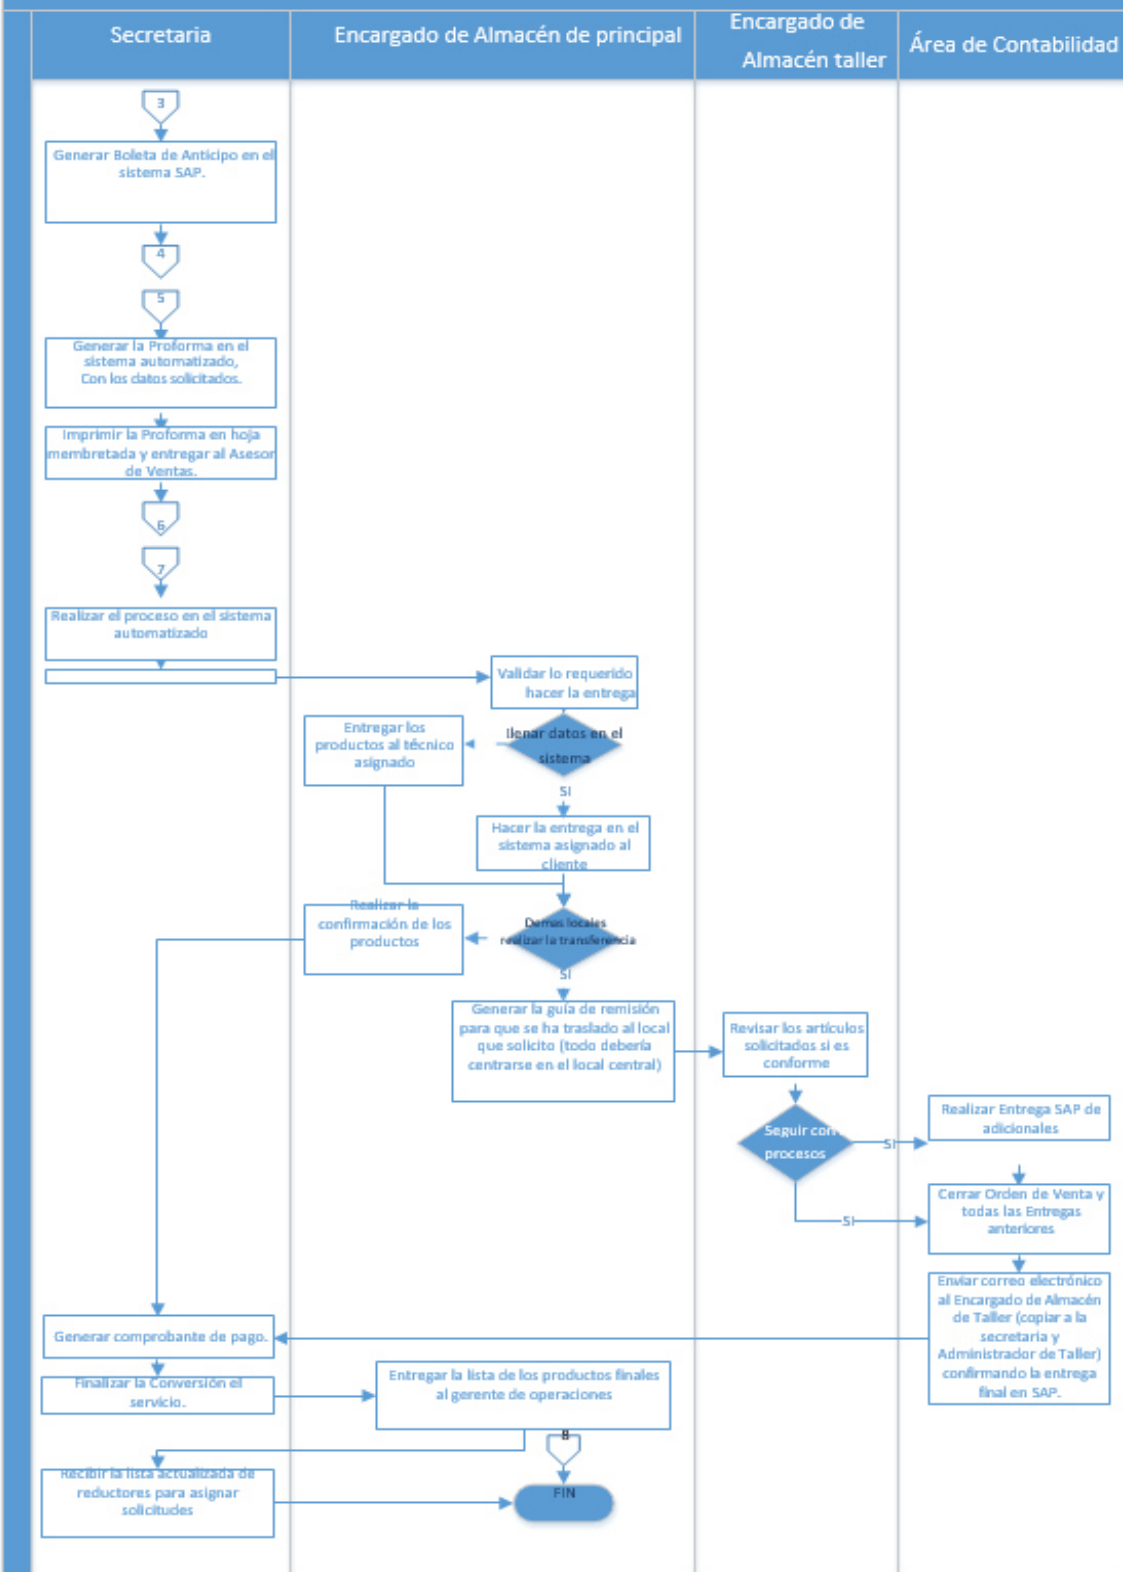 Secretaria
Encargado de Almacén de principal
Encargado de
Almacén taller
Área de Contabilidad
3
Generar Boleta de Anticipo en el
sistema SAP.
4
5
Generar la Proforma en el
sistema automatizado,
Con los datos solicitados.
Imprimir la Proforma en hoja
membretada y entregar al Asesor
de Ventas.
6
7
Realizar el proceso en el sistema
automatizado
Validar lo requerido
hacer la entrega
llenar datos en el
sistema
Entregar los
productos al técnico
asignado
SI
Hacer la entrega en el
sistema asignado al
cliente
Demas locales
realizar la transferencia
Realizar la
confirmación de los
productos
SI
Generar la guía de remisión
para que se ha traslado al local
que solicito (todo debería
centrarse en el local central)
Revisar los artículos
solicitados si es
conforme
Seguir con
procesos
SI
Realizar Entrega SAP de
adicionales
SI
Cerrar Orden de Venta y
todas las Entregas
anteriores
Enviar correo electrónico
al Encargado de Almacén
de Taller (copiar a la
secretaria y
Administrador de Taller)
confirmando la entrega
final en SAP.
Generar comprobante de pago.
Finalizar la Conversión el
servicio.
Entregar la lista de los productos finales
al gerente de operaciones
8
Recibir la lista actualizada de
reductores para asignar
solicitudes
FIN